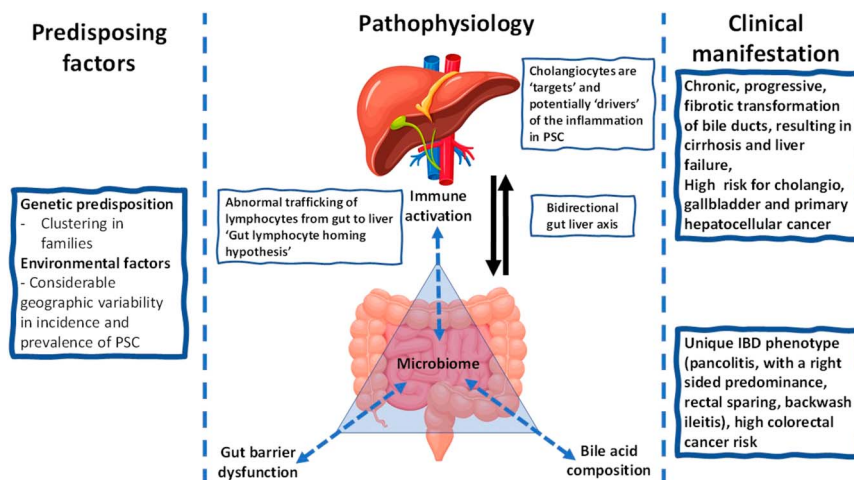 Predisposing
factors
Genetic predisposition
- Clustering in
families
Environmental factors
- Considerable
geographic variability
in incidence and
prevalence of PSC
Pathophysiology
Cholangiocytes are
‘targets’ and
potentially ‘drivers’
of the inflammation
in PSC
Abnormal trafficking of
lymphocytes from gut to liver
‘Gut lymphocyte homing
hypothesis’
Immune
activation
Bidirectional
gut liver axis
Microbiome
Gut barrier
dysfunction
Bile acid
composition
Clinical
manifestation
Chronic, progressive,
fibrotic transformation
of bile ducts, resulting in
cirrhosis and liver
failure,
High risk for cholangio,
gallbladder and primary
hepatocellular cancer
Unique IBD phenotype
(pancolitis, with a right
sided predominance,
rectal sparing, backwash
ileitis), high colorectal
cancer risk